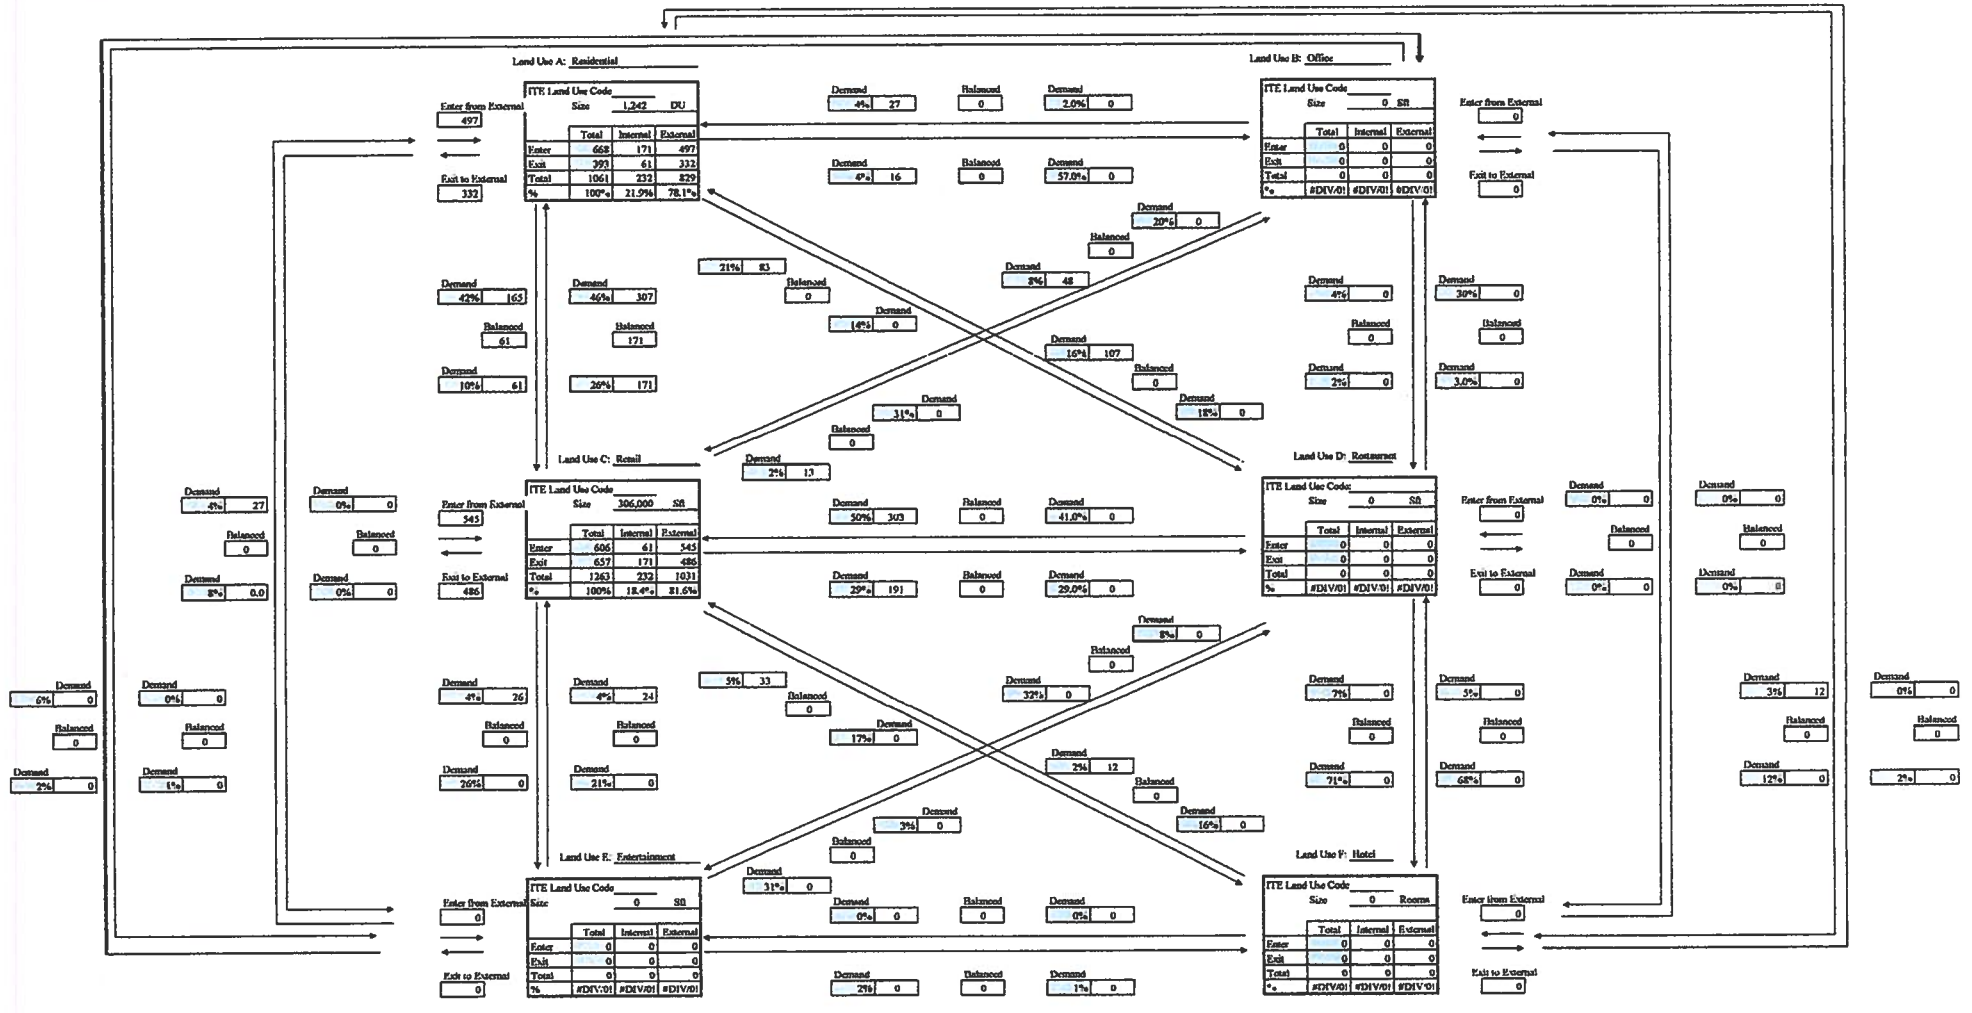 Land Use A: Residential
Land Use B: Office
ITE Land Use Code
Size 1,242 DU
Total Internal External
Enter 668 171 497
Exit 393 61 332
Total 1061 232 829
% 100% 21.9% 78.1%
Enter from External
497
Exit to External
332
Demand Balanced Demand
4% 27 0 2.0% 0
Demand Balanced Demand
4% 16 0 57.0% 0
ITE Land Use Code
Size 0 Sft
Total Internal External
Enter 0 0 0
Exit 0 0 0
Total 0 0 0
% #DIV/0! #DIV/0! #DIV/0!
Enter from External
0
Exit to External
0
Demand
20% 0
Balanced
0
Demand
8% 48
21% 83
Balanced
0
Demand
14% 0
Demand Demand
42% 165 46% 307
Balanced Balanced
61 171
Demand
10% 61 26% 171
Demand
16% 107
Balanced
0
Demand
18% 0
Demand
31% 0
Balanced
0
Demand
2% 13
Demand Demand
4% 0 30% 0
Balanced Balanced
0 0
Demand Demand
2% 0 3.0% 0
Land Use C: Retail
Land Use D: Restaurant
ITE Land Use Code
Size 306,000 Sft
Total Internal External
Enter 606 61 545
Exit 657 171 486
Total 1263 232 1031
% 100% 18.4% 81.6%
Enter from External
545
Exit to External
486
Demand Balanced Demand
50% 303 0 41.0% 0
Demand Balanced Demand
29% 191 0 29.0% 0
ITE Land Use Code:
Size 0 Sft
Total Internal External
Enter 0 0 0
Exit 0 0 0
Total 0 0 0
% #DIV/0! #DIV/0! #DIV/0!
Enter from External
0
Exit to External
0
Demand Demand
4% 27 0% 0
Balanced Balanced
0 0
Demand Demand
8% 0.0 0% 0
Demand Demand
0% 0 0% 0
Balanced Balanced
0 0
Demand Demand
0% 0 0% 0
Demand Demand
6% 0 0% 0
Balanced Balanced
0 0
Demand Demand
2% 0 1% 0
Demand Demand
4% 26 4% 24
Balanced Balanced
0 0
Demand Demand
26% 0 21% 0
5% 33
Balanced
0
Demand
17% 0
Demand
8% 0
Balanced
0
Demand
32% 0
Demand
2% 12
Balanced
0
Demand
16% 0
Demand
3% 0
Balanced
0
Demand
31% 0
Demand Demand
7% 0 5% 0
Balanced Balanced
0 0
Demand Demand
71% 0 68% 0
Demand Demand
3% 12 0% 0
Balanced Balanced
0 0
Demand
12% 0 2% 0
Land Use E: Entertainment
Land Use F: Hotel
ITE Land Use Code
Size 0 Sft
Total Internal External
Enter 0 0 0
Exit 0 0 0
Total 0 0 0
% #DIV/0! #DIV/0! #DIV/0!
Enter from External
0
Exit to External
0
Demand Balanced Demand
0% 0 0 0% 0
Demand Balanced Demand
2% 0 0 1% 0
ITE Land Use Code
Size 0 Rooms
Total Internal External
Enter 0 0 0
Exit 0 0 0
Total 0 0 0
% #DIV/0! #DIV/0! #DIV/0!
Enter from External
0
Exit to External
0